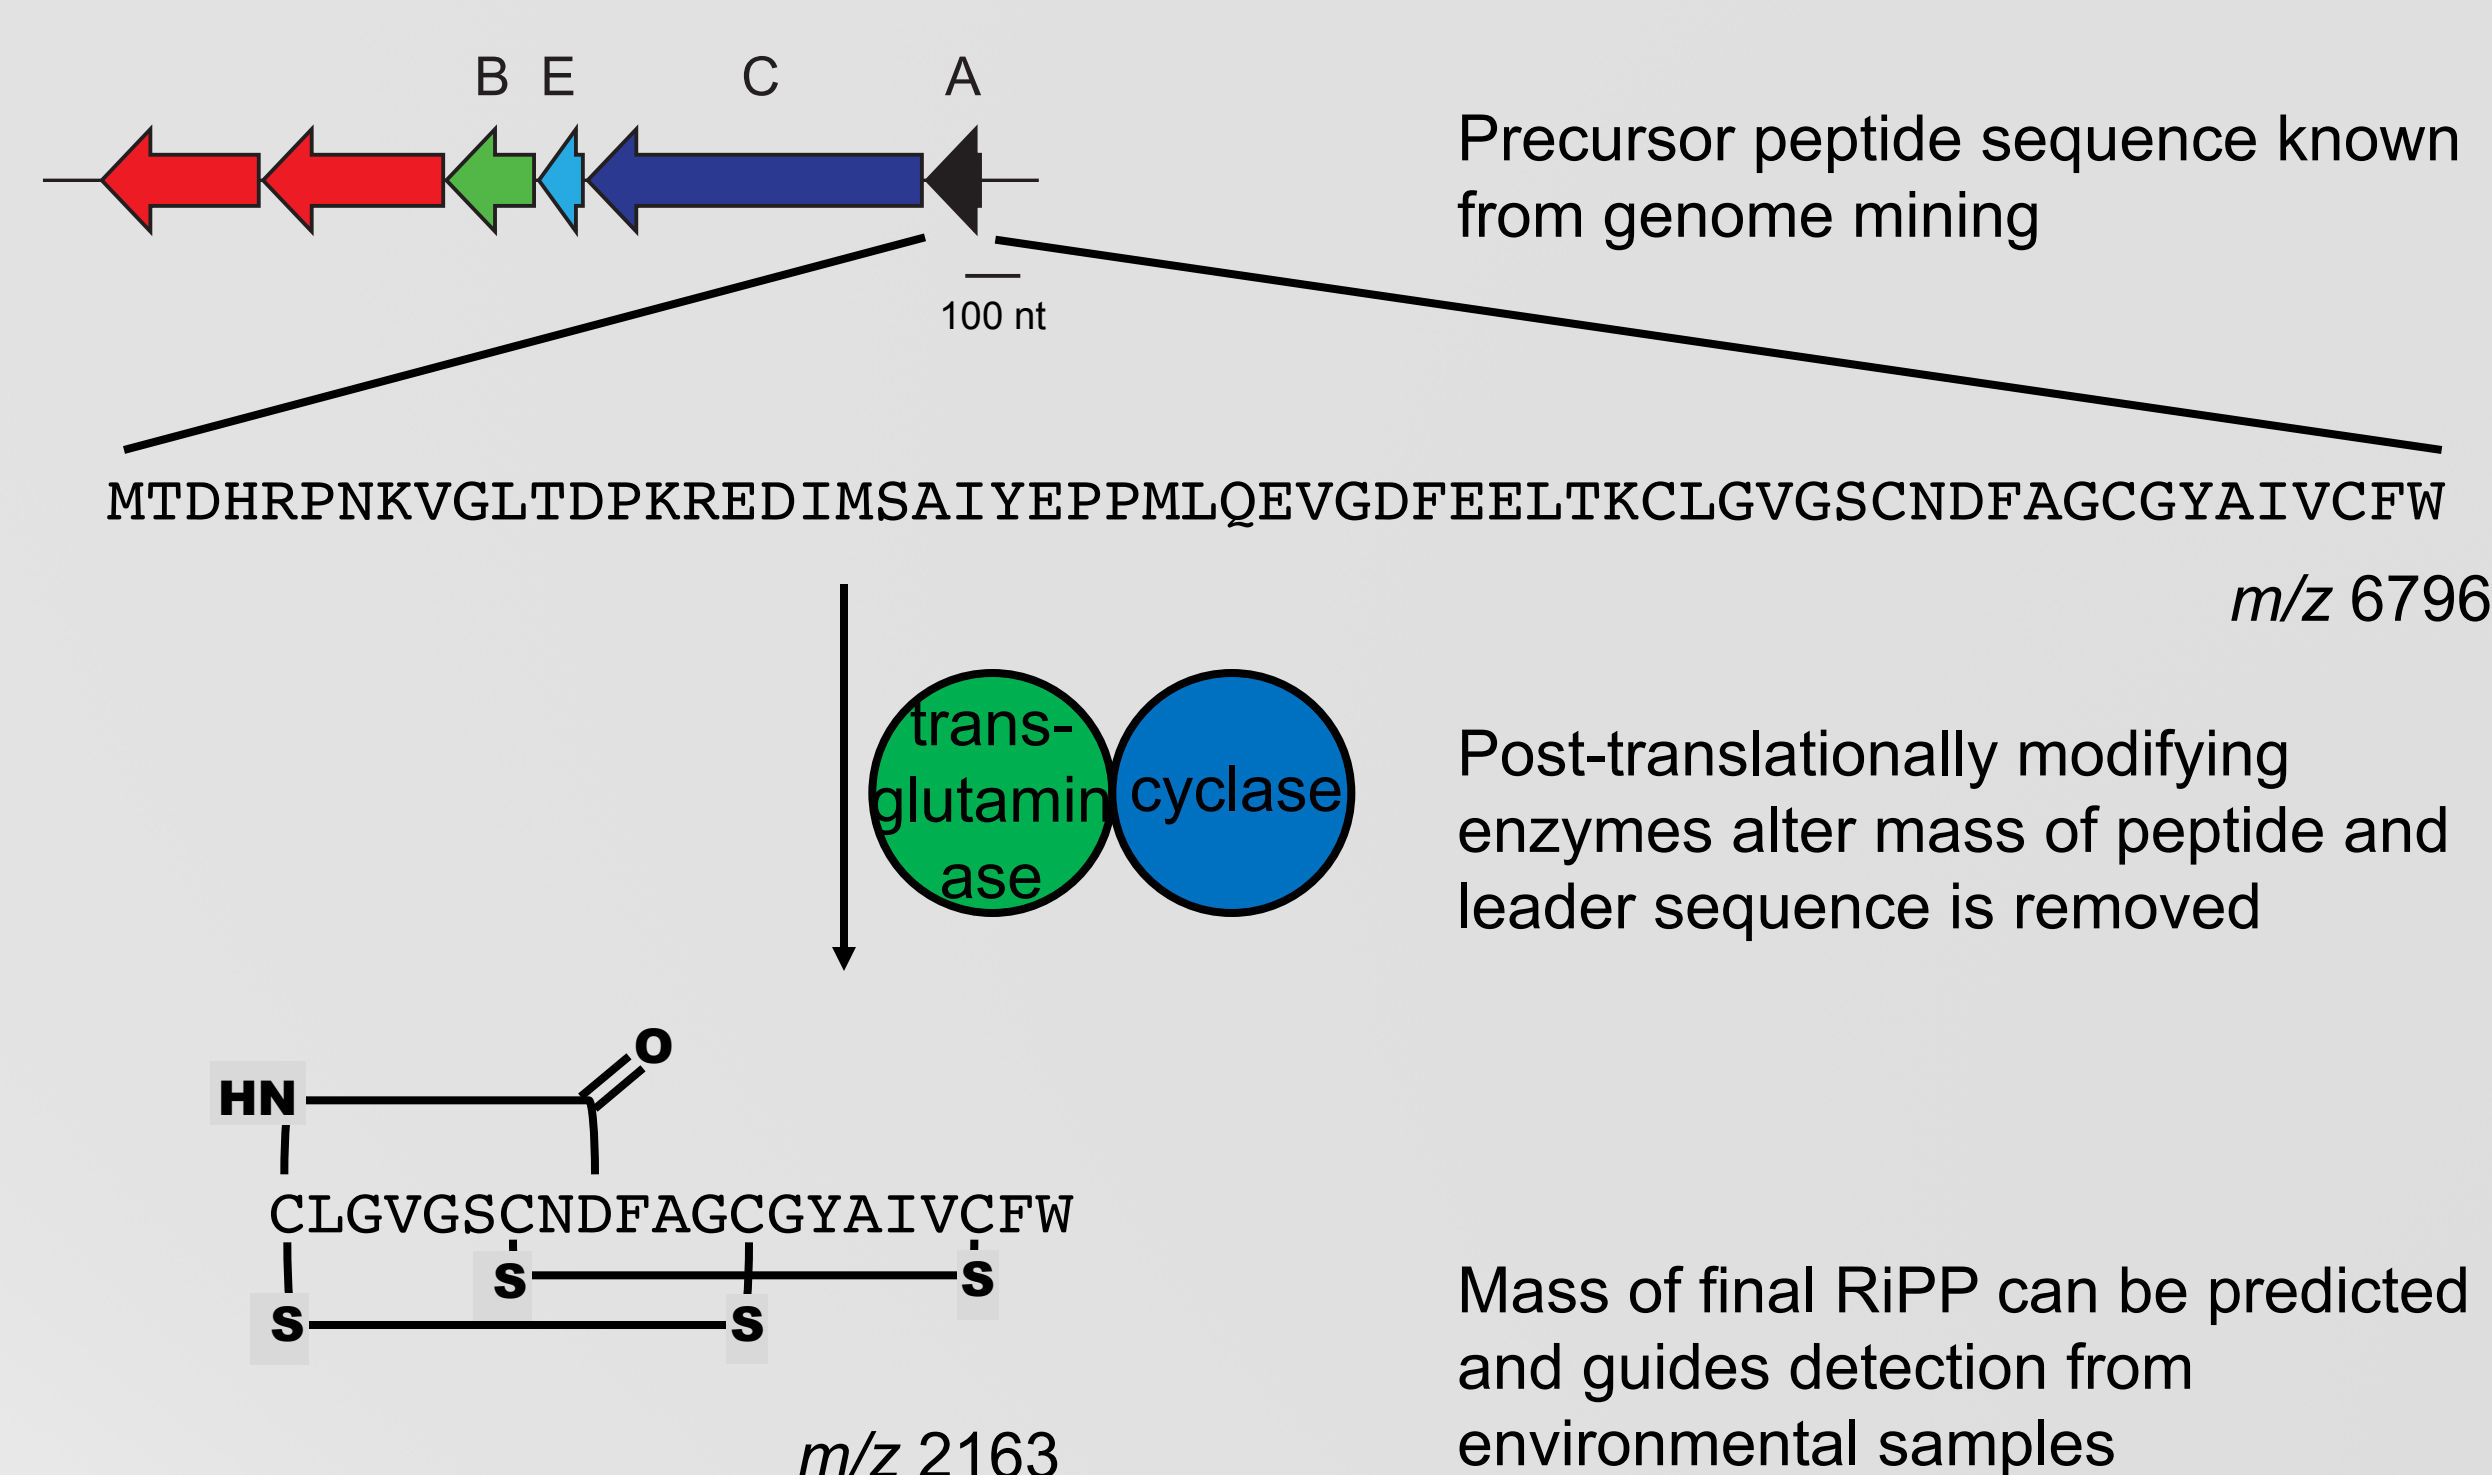 B E C A
Precursor peptide sequence known
from genome mining
100 nt
MTDHRPNKVGLTDPKREDIMSAIYEPPMLQEVGDFEELTKCLGVGSCNDFAGCGYAIVCFW
m/z 6796
trans-
glutamin
ase
cyclase
Post-translationally modifying
enzymes alter mass of peptide and
leader sequence is removed
O
HN
CLGVGSCNDFAGCGYAIVCFW
S S
S S
Mass of final RiPP can be predicted
and guides detection from
environmental samples
m/z 2163